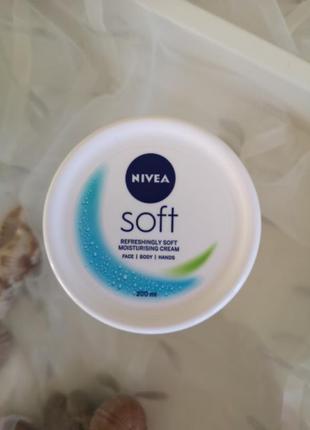 NIVEA
soft
REFRESHINGLY SOFT
MOISTURISING CREAM
FACE | BODY | HANDS
200 ml